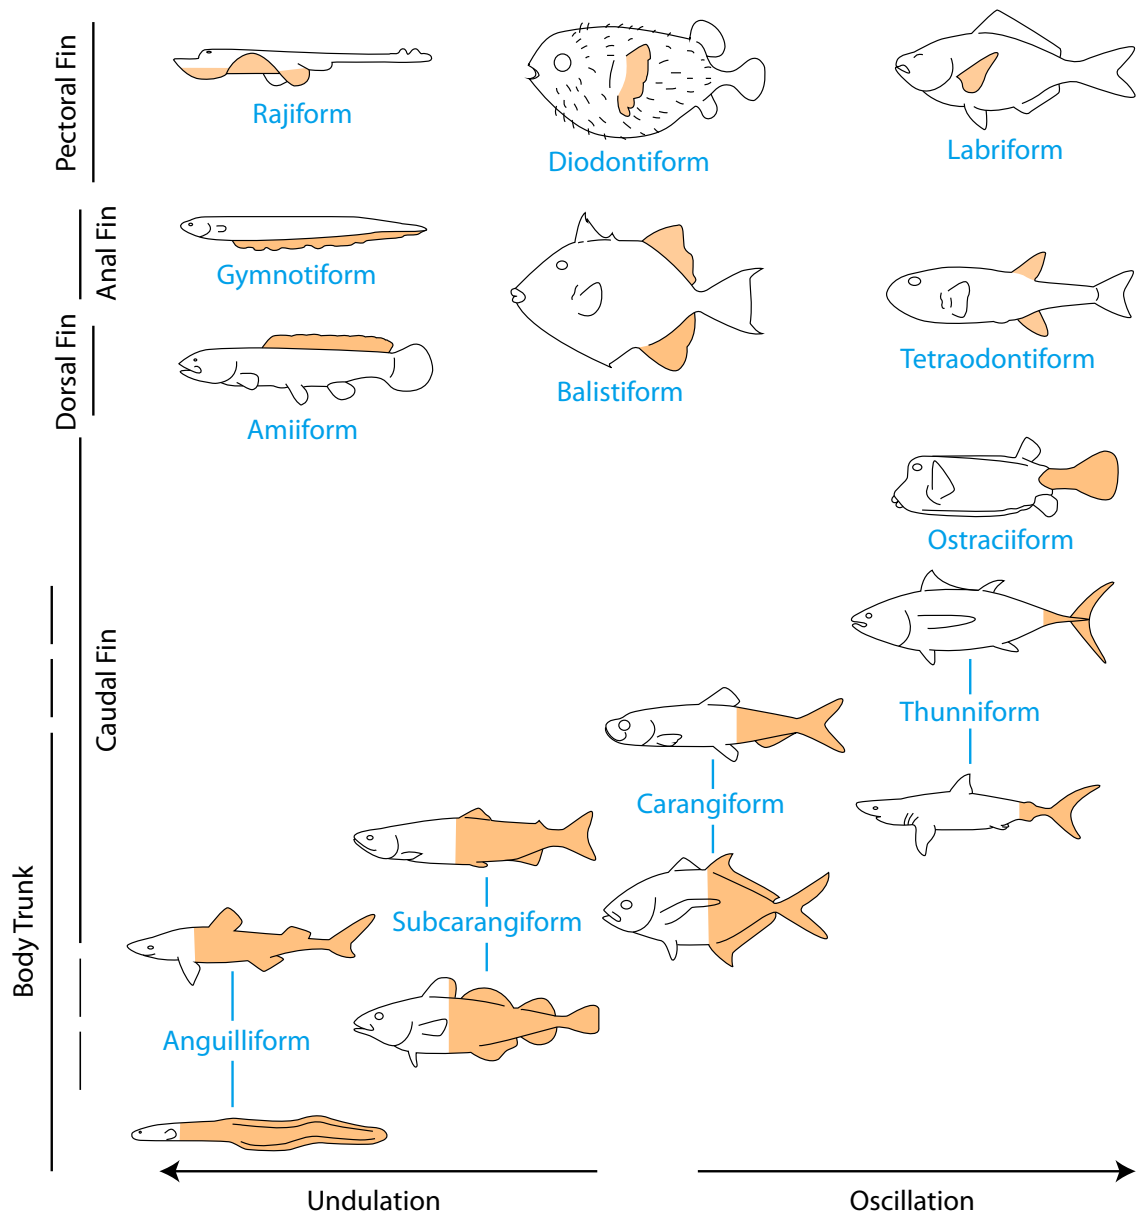 Pectoral Fin
Rajiform
Diodontiform
Labriform
Anal Fin
Gymnotiform
Dorsal Fin
Amiiform
Balistiform
Tetraodontiform
Ostraciiform
Caudal Fin
Thunniform
Carangiform
Body Trunk
Subcarangiform
Anguilliform
Undulation
Oscillation